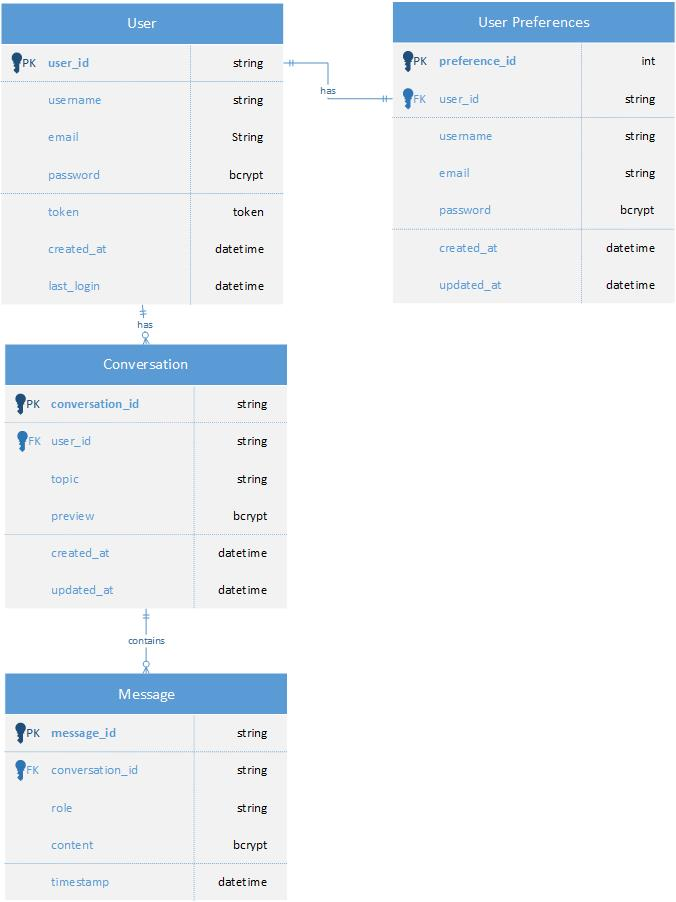 User
PK user_id string
username string
email String
password bcrypt
token token
created_at datetime
last_login datetime
has
User Preferences
PK preference_id int
FK user_id string
username string
email string
password bcrypt
created_at datetime
updated_at datetime
has
Conversation
PK conversation_id string
FK user_id string
topic string
preview bcrypt
created_at datetime
updated_at datetime
contains
Message
PK message_id string
FK conversation_id string
role string
content bcrypt
timestamp datetime